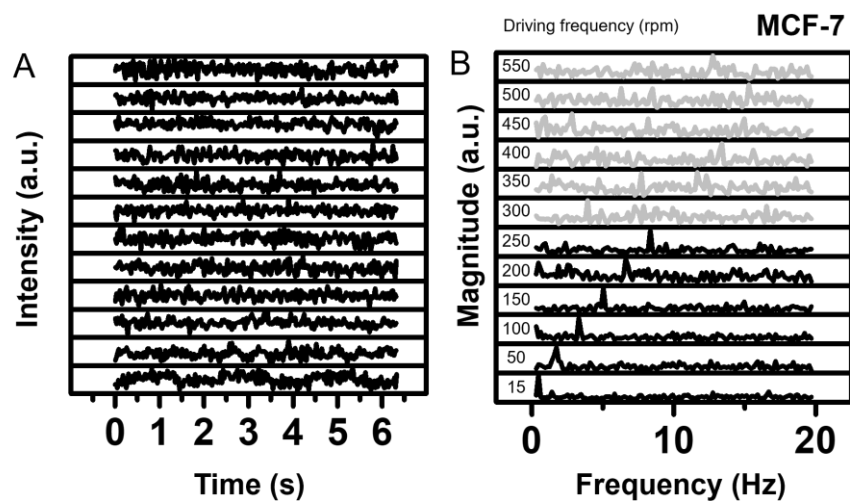 Driving frequency (rpm)
MCF-7
A
B
Intensity (a.u.)
Magnitude (a.u.)
550
500
450
400
350
300
250
200
150
100
50
15
0 1 2 3 4 5 6
0 10 20
Time (s)
Frequency (Hz)